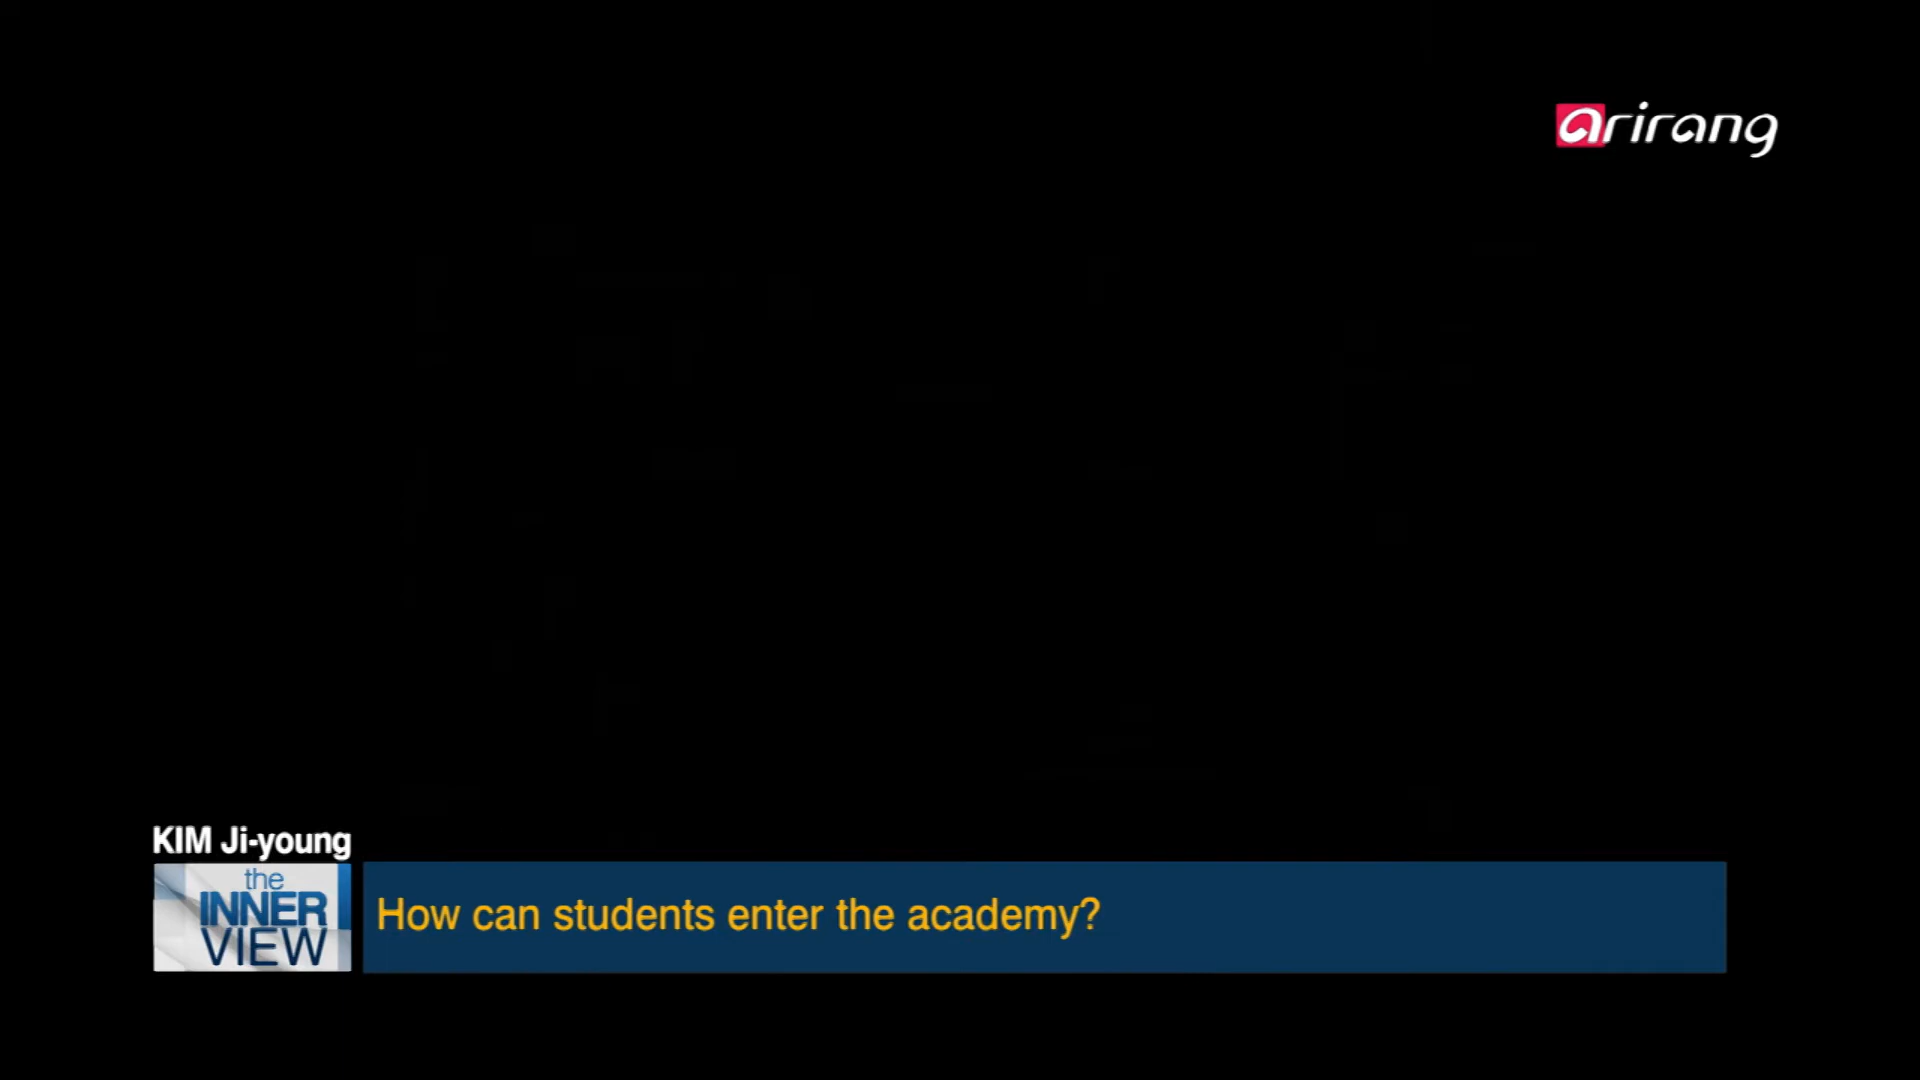 arirang
KIM Ji-young
the
INNER
VIEW
How can students enter the academy?